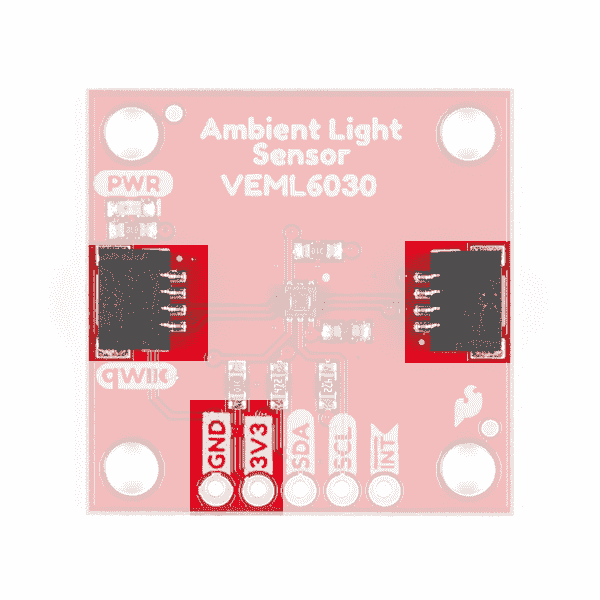 Ambient Light
Sensor
VEML6030
PWR
qwiic
GND
3V3
SDA
SCL
INT